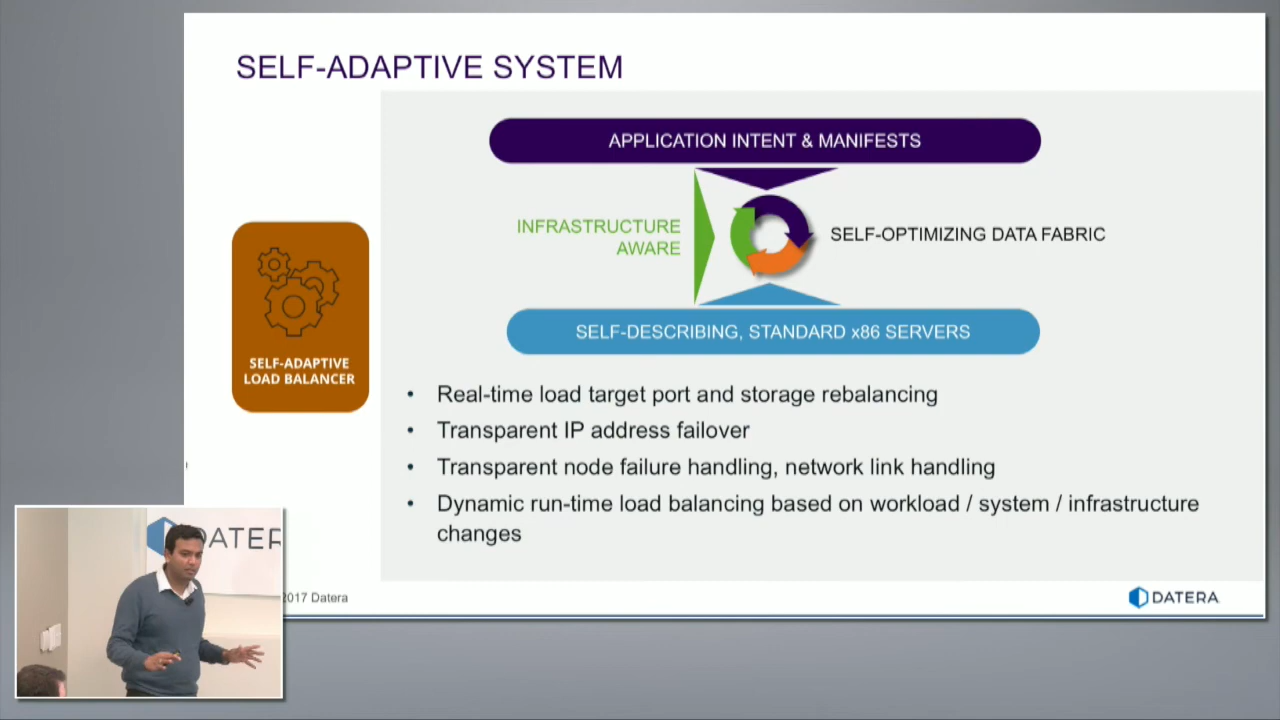 SELF-ADAPTIVE SYSTEM
APPLICATION INTENT & MANIFESTS
INFRASTRUCTURE
AWARE
SELF-OPTIMIZING DATA FABRIC
SELF-DESCRIBING, STANDARD x86 SERVERS
SELF-ADAPTIVE
LOAD BALANCER
• Real-time load target port and storage rebalancing
• Transparent IP address failover
• Transparent node failure handling, network link handling
• Dynamic run-time load balancing based on workload / system / infrastructure
changes
DATER
2017 Datera
DATERA